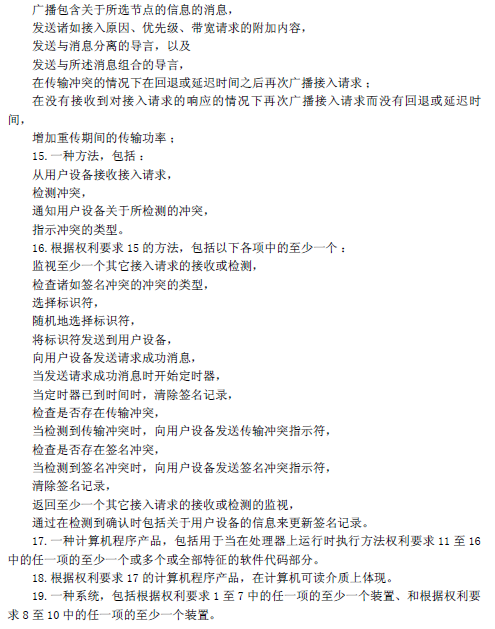 广播包含关于所选节点的信息的消息，
发送诸如接入原因、优先级、带宽请求的附加内容，
发送与消息分离的导言，以及
发送与所述消息组合的导言，
在传输冲突的情况下在回退或延迟时间之后再次广播接入请求；
在没有接收到对接入请求的响应的情况下再次广播接入请求而没有回退或延迟时
间，
增加重传期间的传输功率；
15.一种方法，包括：
从用户设备接收接入请求，
检测冲突，
通知用户设备关于所检测的冲突，
指示冲突的类型。
16.根据权利要求15的方法，包括以下各项中的至少一个：
监视至少一个其它接入请求的接收或检测，
检查诸如签名冲突的冲突的类型，
选择标识符，
随机地选择标识符，
将标识符发送到用户设备，
向用户设备发送请求成功消息，
当发送请求成功消息时开始定时器，
当定时器已到时间时，清除签名记录，
检查是否存在传输冲突，
当检测到传输冲突时，向用户设备发送传输冲突指示符，
检查是否存在签名冲突，
当检测到签名冲突时，向用户设备发送签名冲突指示符，
清除签名记录，
返回至少一个其它接入请求的接收或检测的监视，
通过在检测到确认时包括关于用户设备的信息来更新签名记录。
17.一种计算机程序产品，包括用于当在处理器上运行时执行方法权利要求11至16
中的任一项的至少一个或多个或全部特征的软件代码部分。
18.根据权利要求17的计算机程序产品，在计算机可读介质上体现。
19.一种系统，包括根据权利要求1至7中的任一项的至少一个装置、和根据权利要
求8至10中的任一项的至少一个装置。